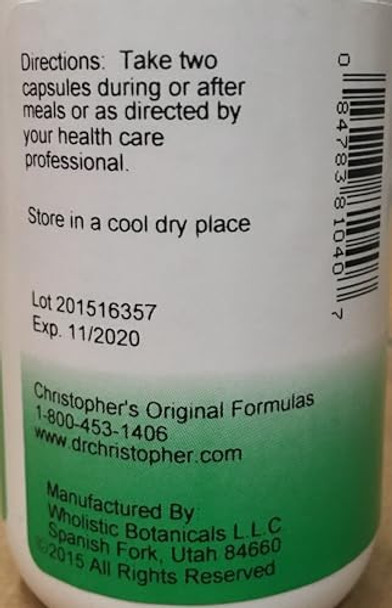 Directions: Take two
capsules during or after
meals or as directed by
your health care
professional.
Store in a cool dry place
Lot 201516357
Exp. 11/2020
Christopher's Original Formulas
1-800-453-1406
www.drchristopher.com
Manufactured By
Wholistic Botanicals L.L.C
Spanish Fork, Utah 84660
©2015 All Rights Reserved
0 84783 81040 7